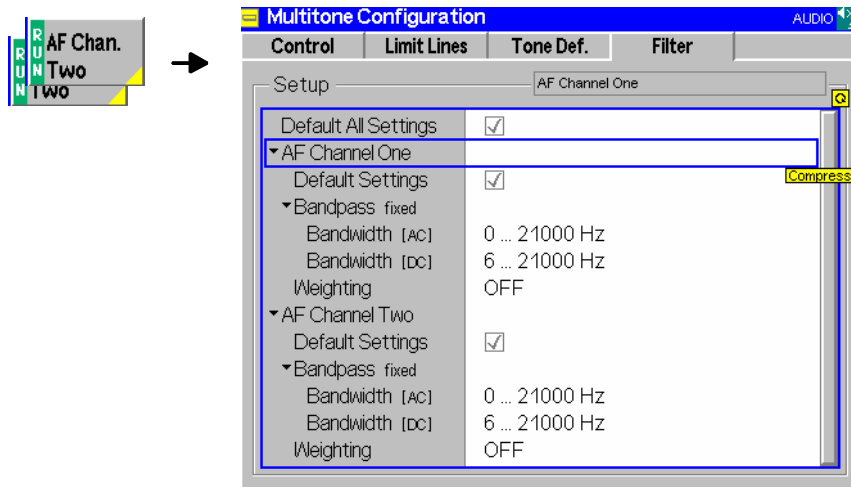 RUN
AF Chan.
Two
RUN
Two
Multitone Configuration
AUDIO
Control
Limit Lines
Tone Def.
Filter
Setup
AF Channel One
Default All Settings
AF Channel One
Compress
Default Settings
Bandpass fixed
Bandwidth [AC] 0 ... 21000 Hz
Bandwidth [DC] 6 ... 21000 Hz
Weighting OFF
AF Channel Two
Default Settings
Bandpass fixed
Bandwidth [AC] 0 ... 21000 Hz
Bandwidth [DC] 6 ... 21000 Hz
Weighting OFF